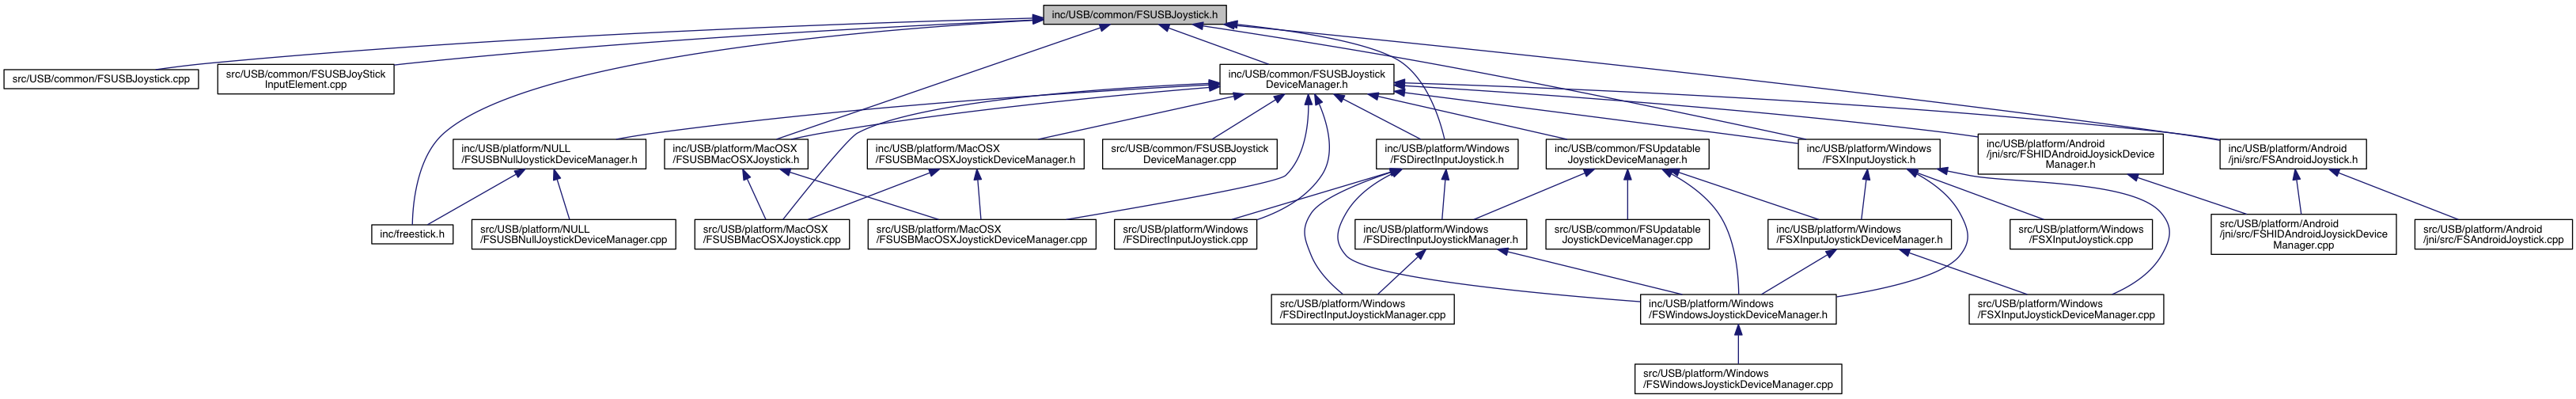 inc/USB/common/FSUSBJoystick.h
src/USB/common/FSUSBJoystick.cpp
src/USB/common/FSUSBJoyStick
InputElement.cpp
inc/USB/common/FSUSBJoystick
DeviceManager.h
inc/USB/platform/NULL
/FSUSBNullJoystickDeviceManager.h
inc/USB/platform/MacOSX
/FSUSBMacOSXJoystick.h
inc/USB/platform/MacOSX
/FSUSBMacOSXJoystickDeviceManager.h
src/USB/common/FSUSBJoystick
DeviceManager.cpp
inc/USB/platform/Windows
/FSDirectInputJoystick.h
inc/USB/common/FSUpdatable
JoystickDeviceManager.h
inc/USB/platform/Windows
/FSXInputJoystick.h
inc/USB/platform/Android
/jni/src/FSHIDAndroidJoysickDevice
Manager.h
inc/USB/platform/Android
/jni/src/FSAndroidJoystick.h
inc/freestick.h
src/USB/platform/NULL
/FSUSBNullJoystickDeviceManager.cpp
src/USB/platform/MacOSX
/FSUSBMacOSXJoystick.cpp
src/USB/platform/MacOSX
/FSUSBMacOSXJoystickDeviceManager.cpp
src/USB/platform/Windows
/FSDirectInputJoystick.cpp
inc/USB/platform/Windows
/FSDirectInputJoystickManager.h
src/USB/common/FSUpdatable
JoystickDeviceManager.cpp
inc/USB/platform/Windows
/FSXInputJoystickDeviceManager.h
src/USB/platform/Windows
/FSXInputJoystick.cpp
src/USB/platform/Android
/jni/src/FSHIDAndroidJoysickDevice
Manager.cpp
src/USB/platform/Android
/jni/src/FSAndroidJoystick.cpp
src/USB/platform/Windows
/FSDirectInputJoystickManager.cpp
inc/USB/platform/Windows
/FSWindowsJoystickDeviceManager.h
src/USB/platform/Windows
/FSXInputJoystickDeviceManager.cpp
src/USB/platform/Windows
/FSWindowsJoystickDeviceManager.cpp